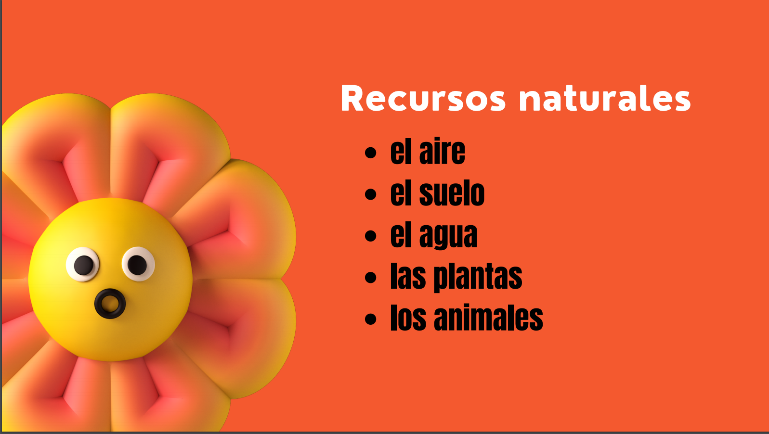 Recursos naturales
• el aire
• el suelo
• el agua
• las plantas
• los animales